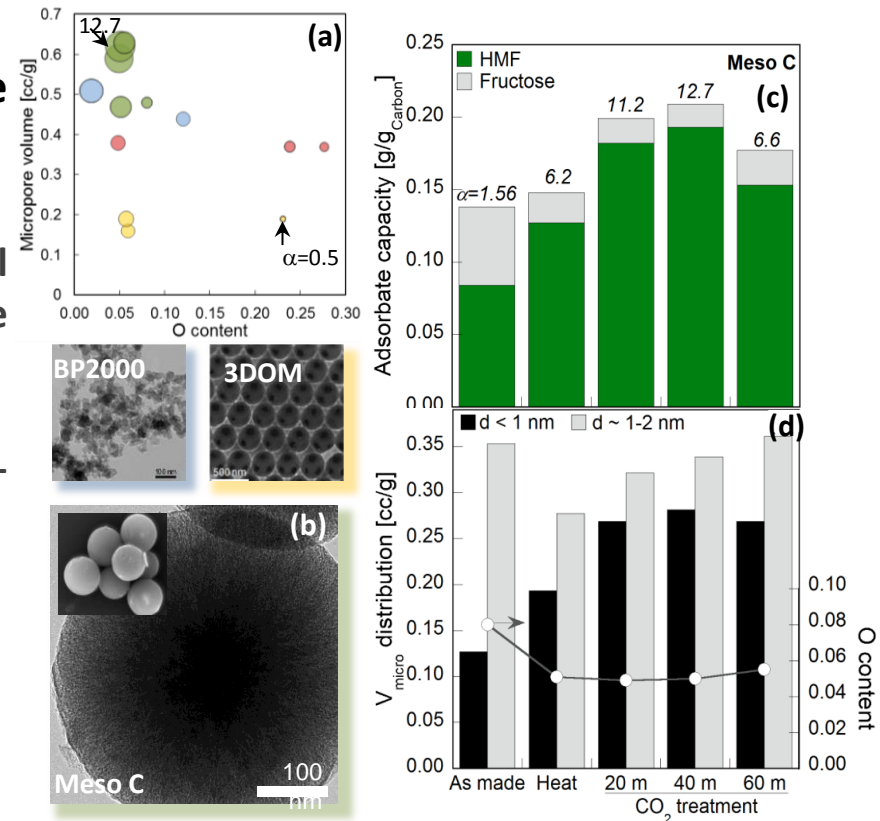 e
l
e
(a)
12.7
α=0.5
Micropore volume [cc/g]
0.7
0.6
0.5
0.4
0.3
0.2
0.1
0
0.00 0.05 0.10 0.15 0.20 0.25 0.30
O content
BP2000
100 nm
3DOM
500 nm
(b)
Meso C
100
nm
HMF
Fructose
Meso C
(c)
Adsorbate capacity [g/gCarbon]
0.25
0.20
0.15
0.10
0.05
0.00
α=1.56
6.2
11.2
12.7
6.6
d < 1 nm
d ~ 1-2 nm
(d)
Vmicro distribution [cc/g]
0.35
0.30
0.25
0.20
0.15
0.10
0.05
0.00
0.10
0.08
0.06
0.04
0.02
0.00
O content
As made Heat 20 m 40 m 60 m
CO2 treatment